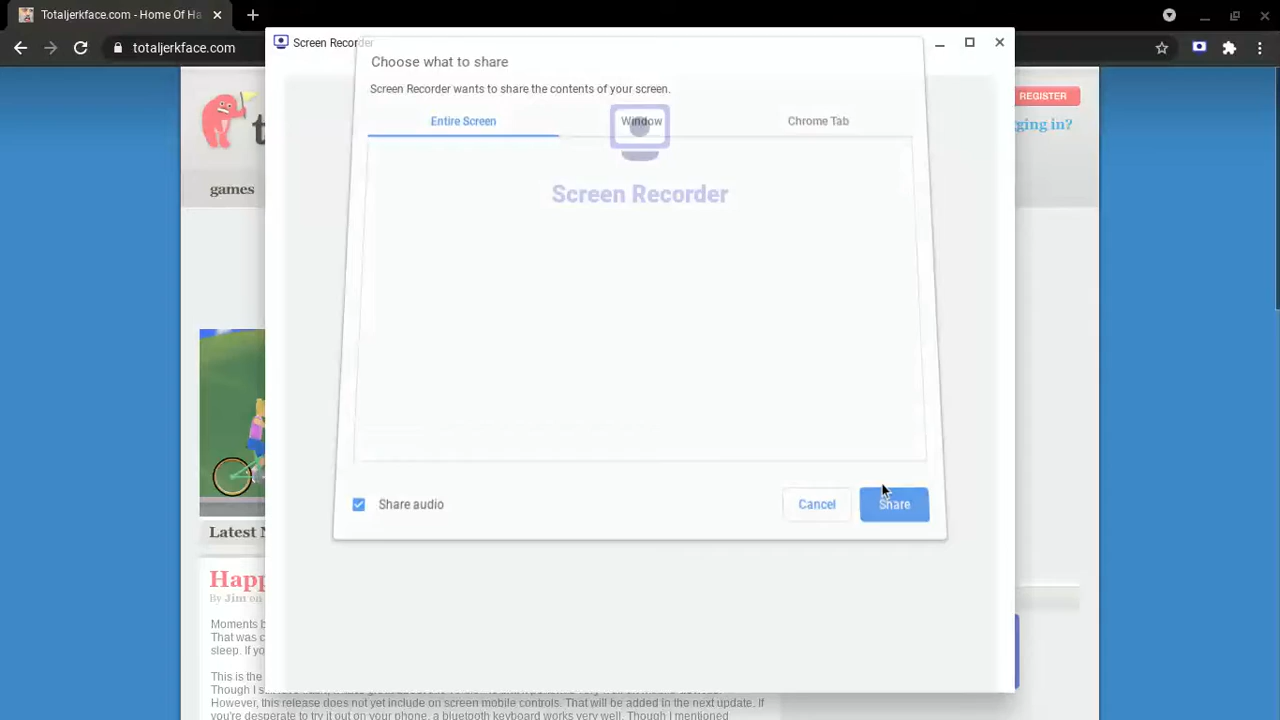 Totaljerkface.com - Home of Ha
totaljerkface.com
Screen Recorder
Choose what to share
Screen Recorder wants to share the contents of your screen.
Entire Screen
Window
Chrome Tab
REGISTER
ging in?
t
games
Screen Recorder
Share audio
Cancel
Share
Latest N
Happ
By Jim on
Moments b
That was c
sleep. If yo
This is the
Though I s
However, this release does not yet include on screen mobile controls. That will be added in the next update. If
you're desperate to try it out on your phone, a bluetooth keyboard works very well. Though I mentioned